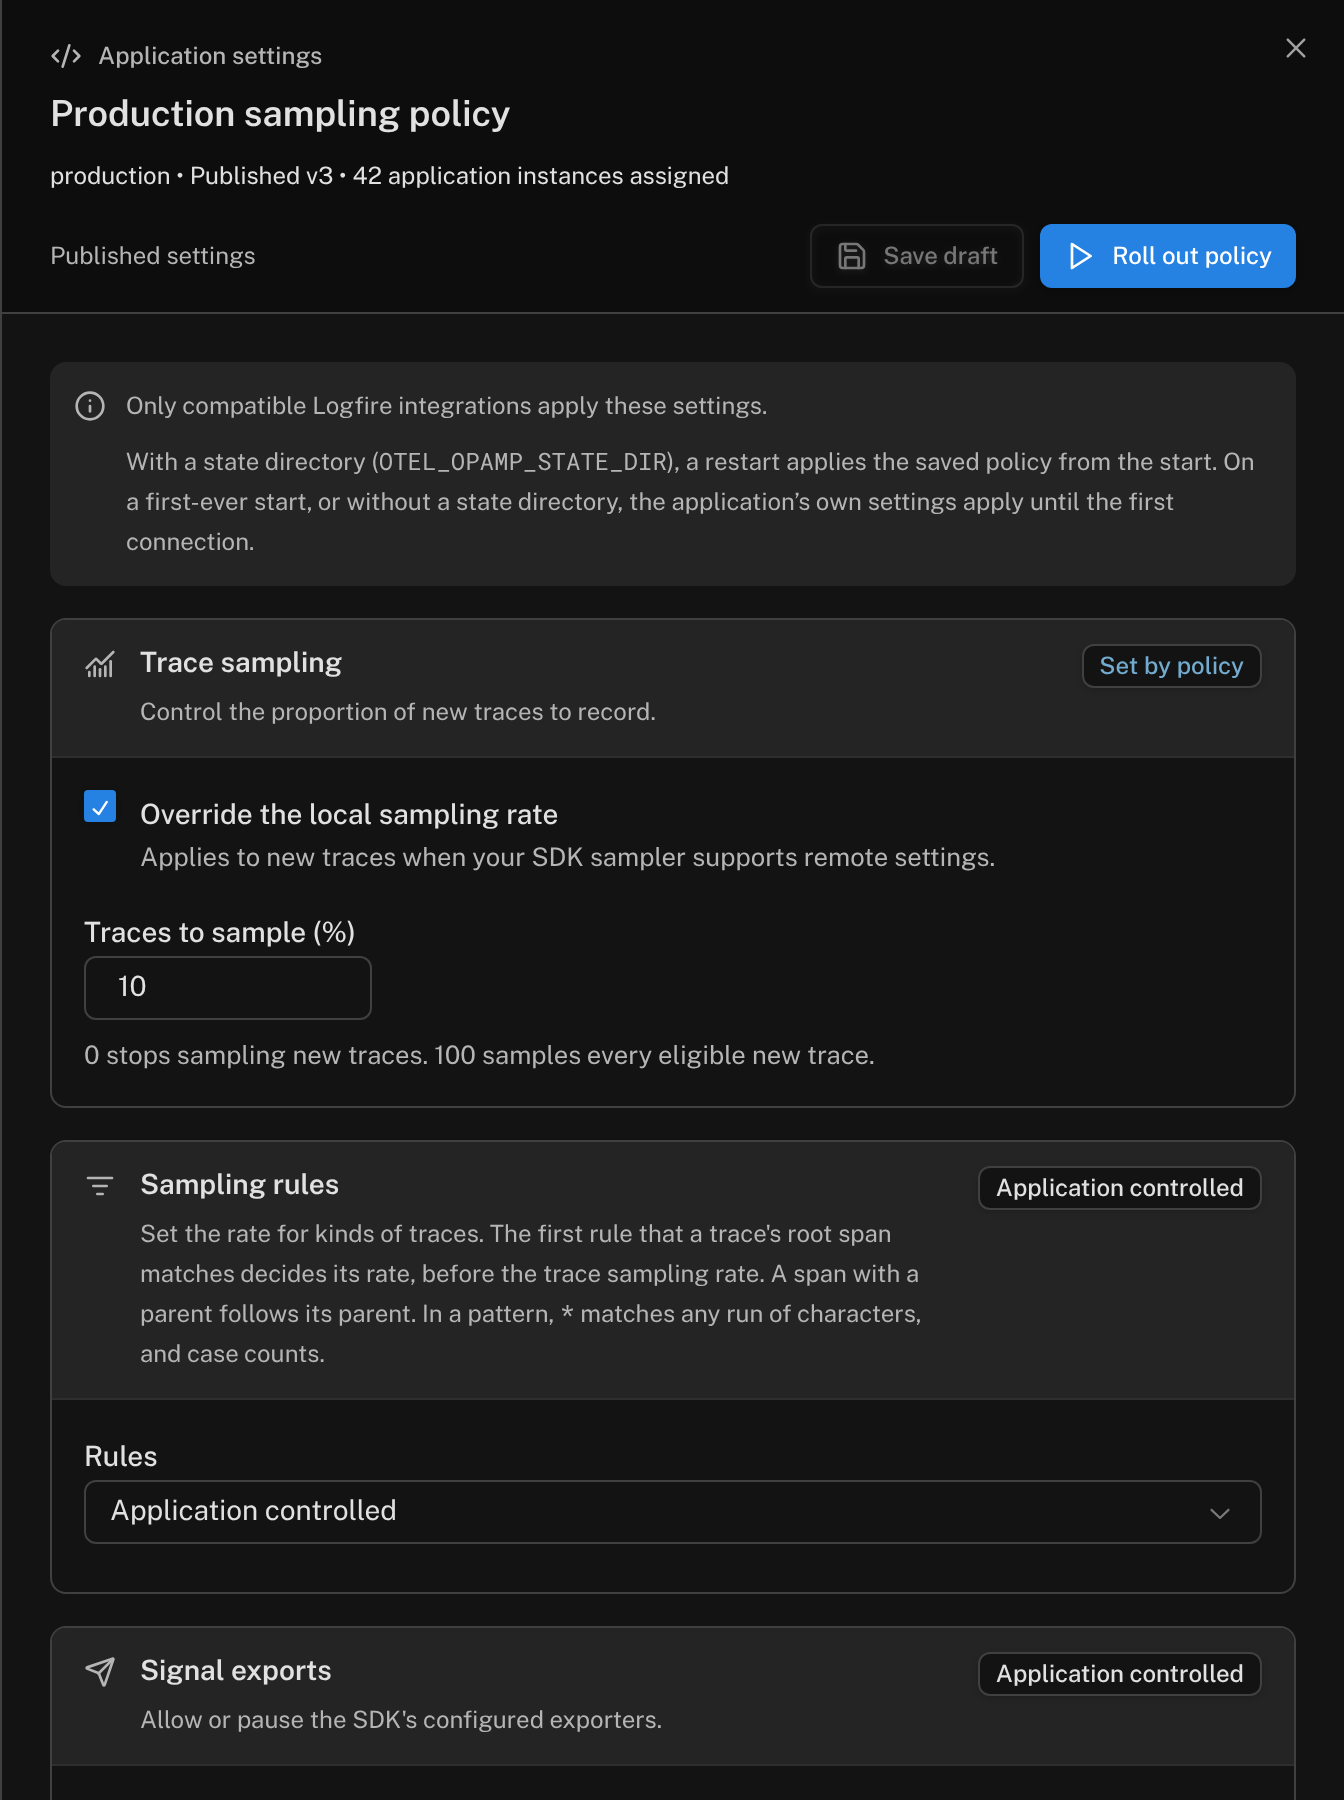 Application settings
Production sampling policy
production • Published v3 • 42 application instances assigned
Published settings
Save draft
Roll out policy
Only compatible Logfire integrations apply these settings.
With a state directory (OTEL_OPAMP_STATE_DIR), a restart applies the saved policy from the start. On
a first-ever start, or without a state directory, the application’s own settings apply until the first
connection.
Trace sampling
Set by policy
Control the proportion of new traces to record.
Override the local sampling rate
Applies to new traces when your SDK sampler supports remote settings.
Traces to sample (%)
10
0 stops sampling new traces. 100 samples every eligible new trace.
Sampling rules
Application controlled
Set the rate for kinds of traces. The first rule that a trace's root span
matches decides its rate, before the trace sampling rate. A span with a
parent follows its parent. In a pattern, * matches any run of characters,
and case counts.
Rules
Application controlled
Signal exports
Application controlled
Allow or pause the SDK's configured exporters.